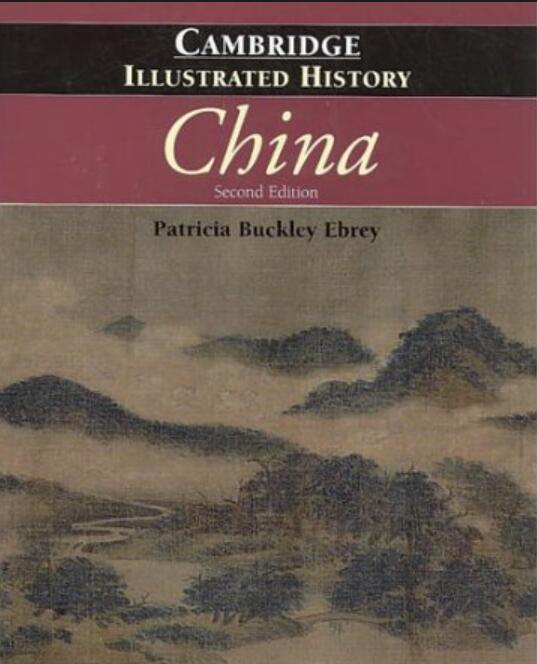 CAMBRIDGE
ILLUSTRATED HISTORY
China
Second Edition
Patricia Buckley Ebrey